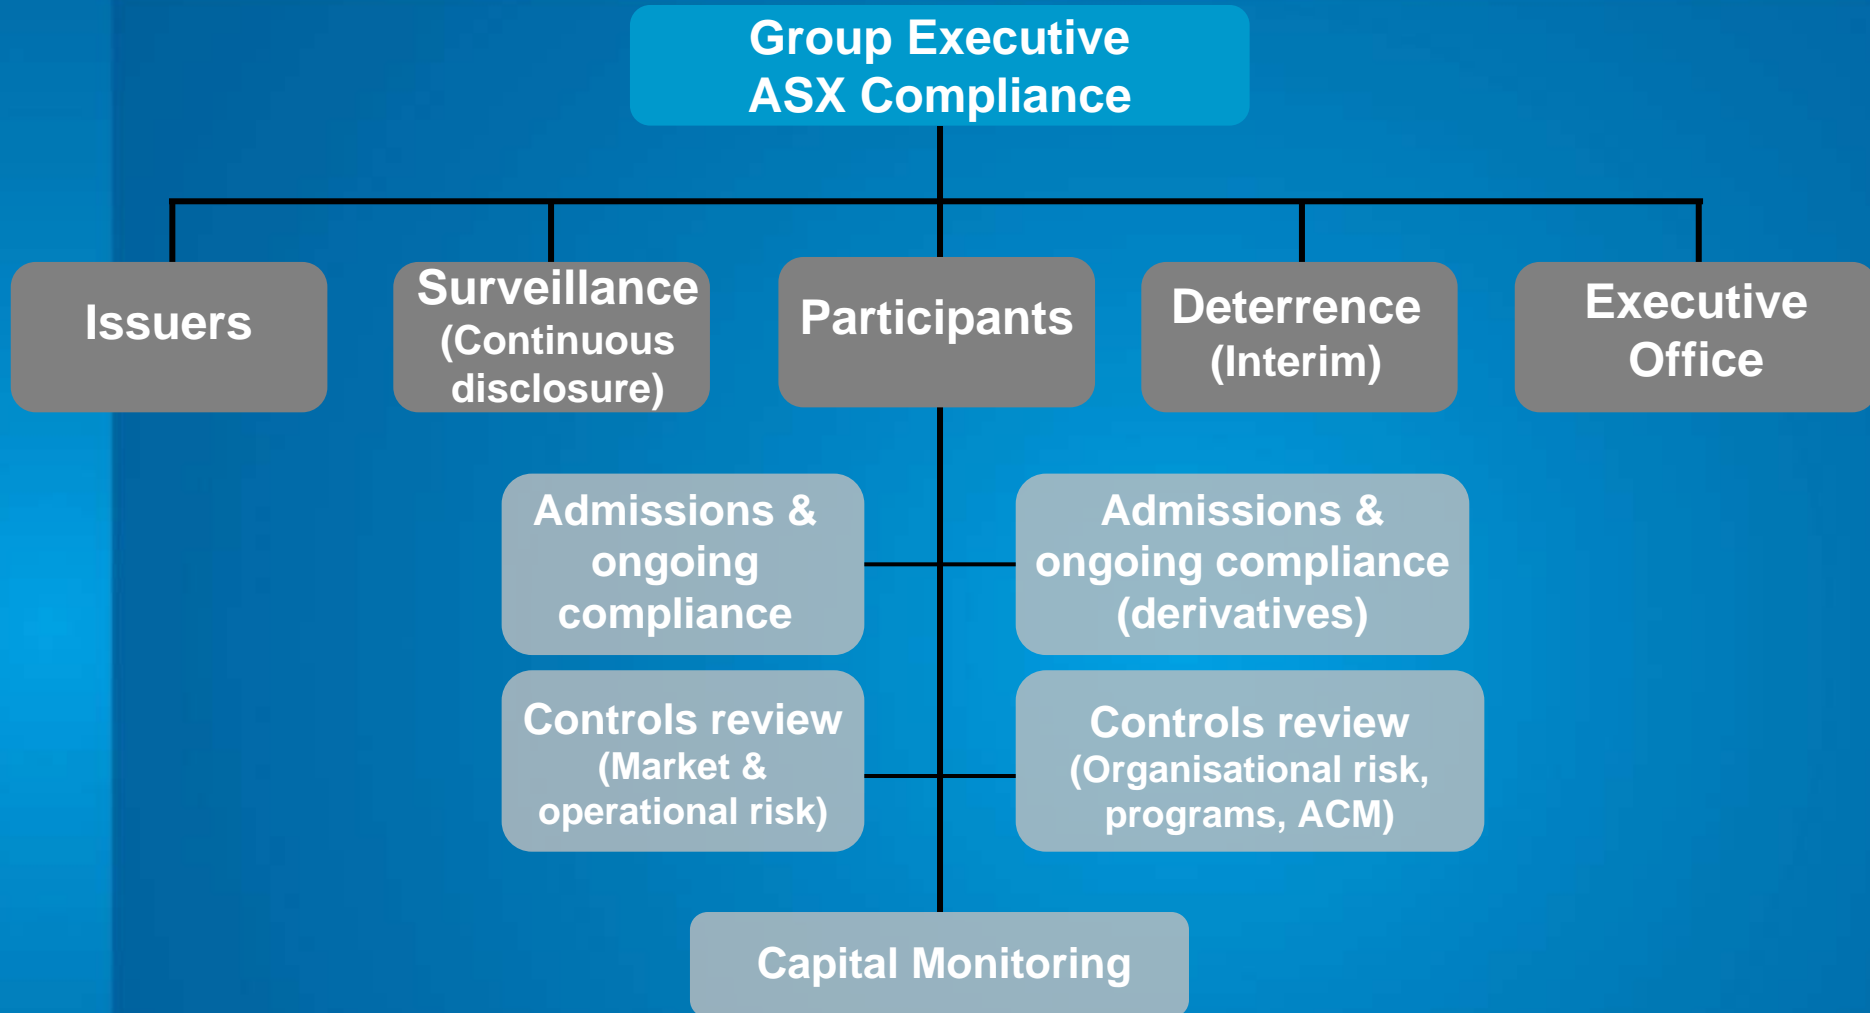 Group Executive
ASX Compliance
Issuers
Surveillance
(Continuous
disclosure)
Participants
Deterrence
(Interim)
Executive
Office
Admissions &
ongoing
compliance
Admissions &
ongoing compliance
(derivatives)
Controls review
(Market &
operational risk)
Controls review
(Organisational risk,
programs, ACM)
Capital Monitoring